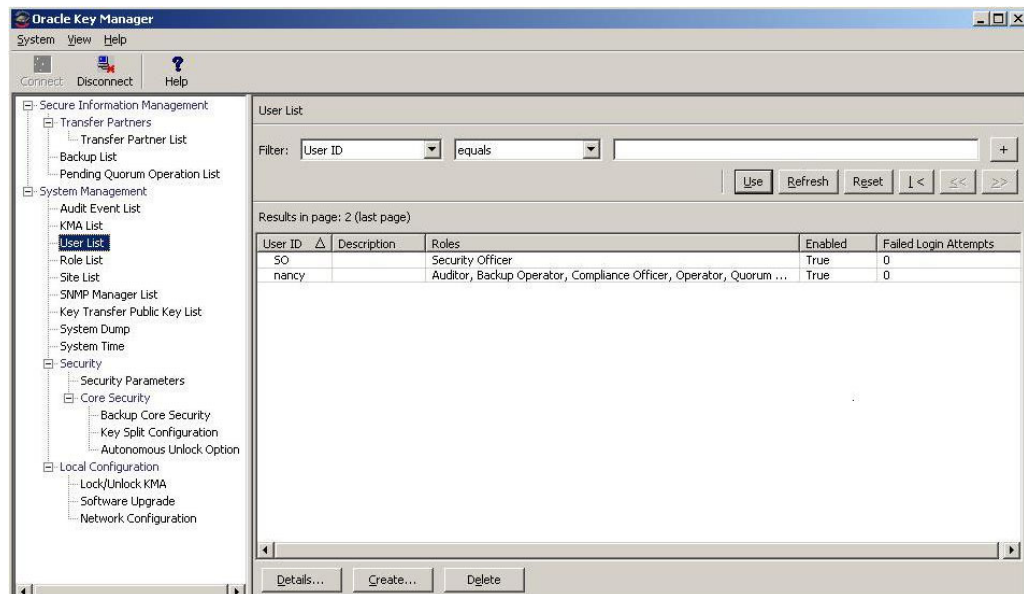 Oracle Key Manager
System View Help
Connect Disconnect Help
Secure Information Management
Transfer Partners
Transfer Partner List
Backup List
Pending Quorum Operation List
System Management
Audit Event List
KMA List
User List
Role List
Site List
SNMP Manager List
Key Transfer Public Key List
System Dump
System Time
Security
Security Parameters
Core Security
Backup Core Security
Key Split Configuration
Autonomous Unlock Option
Local Configuration
Lock/Unlock KMA
Software Upgrade
Network Configuration
User List
Filter: User ID equals +
Use Refresh Reset |< << >>
Results in page: 2 (last page)
User ID Description Roles Enabled Failed Login Attempts
SO Security Officer True 0
nancy Auditor, Backup Operator, Compliance Officer, Operator, Quorum ... True 0
Details... Create... Delete